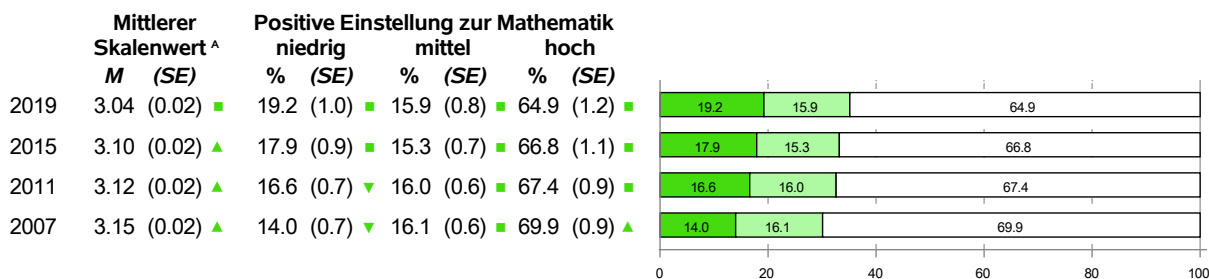 Mittlerer Positive Einstellung zur Mathematik
Skalenwert ᴬ niedrig mittel hoch
M (SE) % (SE) % (SE) % (SE)
2019 3.04 (0.02) ■ 19.2 (1.0) ■ 15.9 (0.8) ■ 64.9 (1.2) ■ 19.2 15.9 64.9
2015 3.10 (0.02) ▲ 17.9 (0.9) ■ 15.3 (0.7) ■ 66.8 (1.1) ■ 17.9 15.3 66.8
2011 3.12 (0.02) ▲ 16.6 (0.7) ▼ 16.0 (0.6) ■ 67.4 (0.9) ■ 16.6 16.0 67.4
2007 3.15 (0.02) ▲ 14.0 (0.7) ▼ 16.1 (0.6) ■ 69.9 (0.9) ▲ 14.0 16.1 69.9
0 20 40 60 80 100